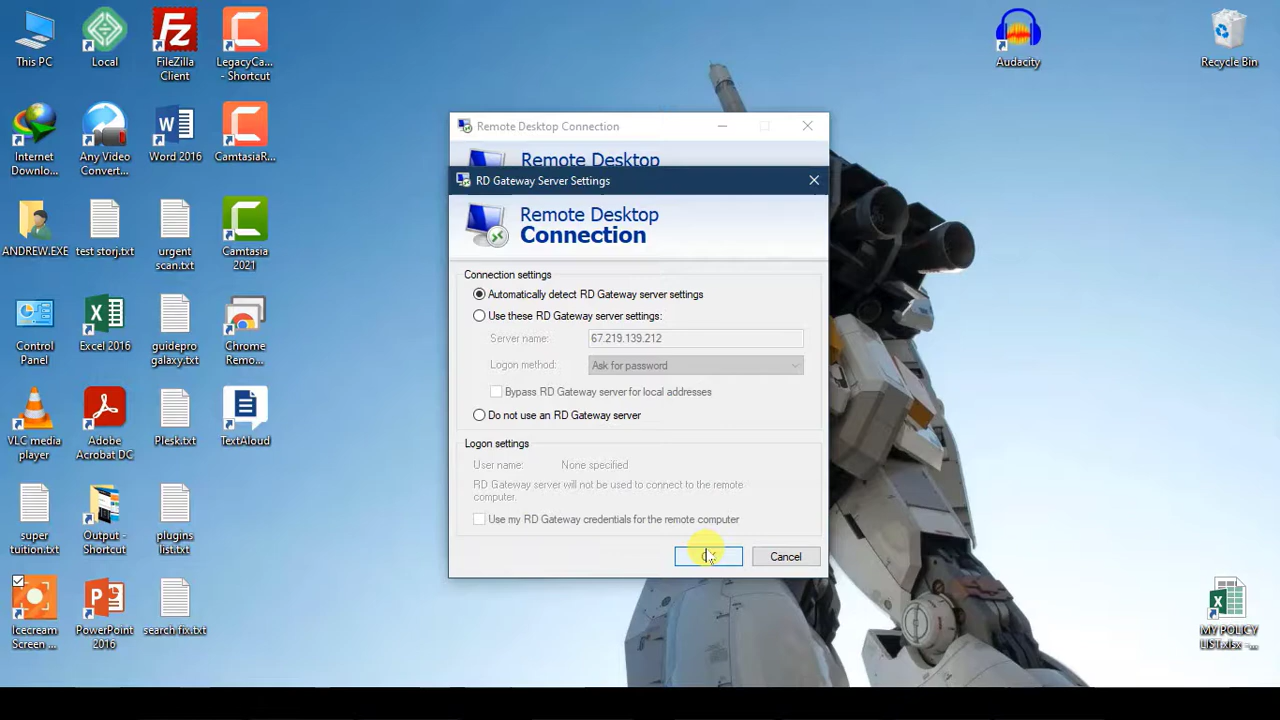 This PC
Local
FileZilla
Client
LegacyCa...
- Shortcut
Audacity
Recycle Bin
Internet
Downlo...
Any Video
Convert...
Word 2016
CamtasiaR...
ANDREW.EXE
test storj.txt
urgent
scan.txt
Camtasia
2021
Control
Panel
Excel 2016
guidepro
galaxy.txt
Chrome
Remo...
VLC media
player
Adobe
Acrobat DC
Plesk.txt
TextAloud
super
tuition.txt
Output -
Shortcut
plugins
list.txt
Icecream
Screen ...
PowerPoint
2016
search fix.txt
MY POLICY
LIST.xlsx -...
Remote Desktop Connection
Remote Desktop
RD Gateway Server Settings
Remote Desktop
Connection
Connection settings
Automatically detect RD Gateway server settings
Use these RD Gateway server settings:
Server name: 67.219.139.212
Logon method: Ask for password
Bypass RD Gateway server for local addresses
Do not use an RD Gateway server
Logon settings
User name: None specified
RD Gateway server will not be used to connect to the remote
computer.
Use my RD Gateway credentials for the remote computer
Cancel